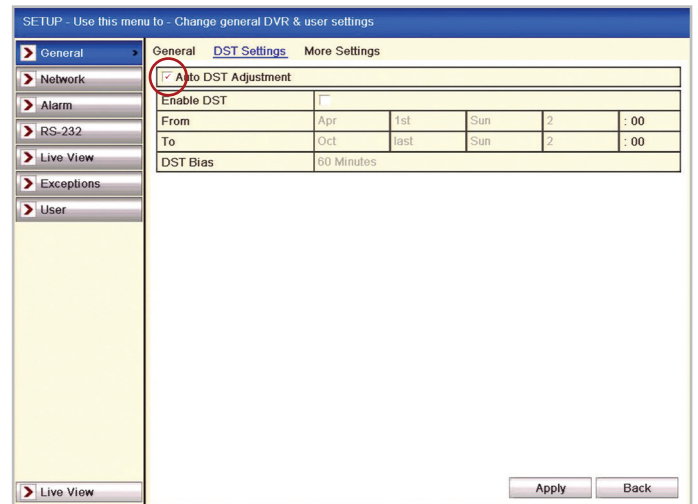 SETUP - Use this menu to - Change general DVR & user settings
General
Network
Alarm
RS-232
Live View
Exceptions
User
Live View
General DST Settings More Settings
Auto DST Adjustment
Enable DST
From Apr 1st Sun 2 : 00
To Oct last Sun 2 : 00
DST Bias 60 Minutes
Apply Back